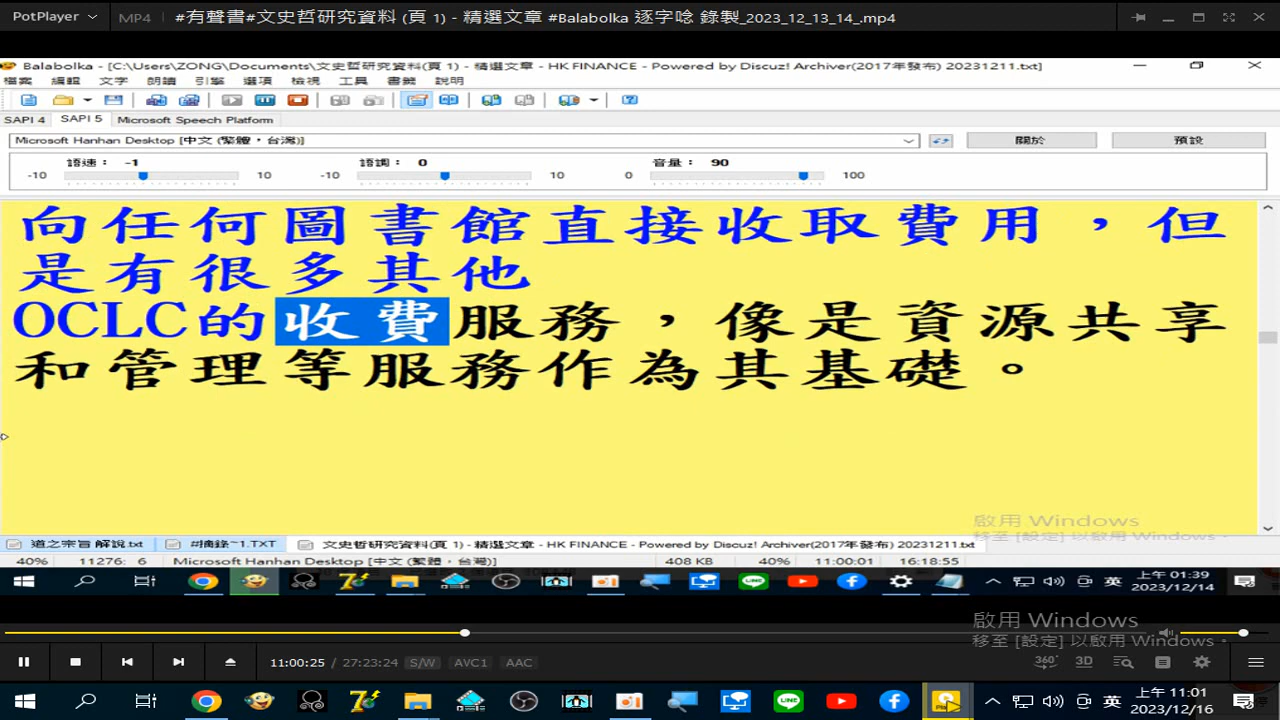 PotPlayer MP4 #有聲書#文史哲研究資料 (頁 1) - 精選文章 #Balabolka 逐字唸 錄製_2023_12_13_14_.mp4
Balabolka - [C:\Users\ZONG\Documents\文史哲研究資料(頁 1) - 精選文章 - HK FINANCE - Powered by Discuz! Archiver(2017年發布) 20231211.txt]
檔案 編輯 文字 朗讀 引擎 選項 檢視 工具 書籤 說明
SAPI 4 SAPI 5 Microsoft Speech Platform
Microsoft Hanhan Desktop [中文 (繁體，台灣)] 關於 預設
語速： -1 語調： 0 音量： 90
-10 10 -10 10 0 100
向任何圖書館直接收取費用，但
是有很多其他
OCLC的收費服務，像是資源共享
和管理等服務作為其基礎。
啟用 Windows
移至 [設定] 以啟用 Windows。
道之宗旨 解說.txt #摘錄~1.TXT 文史哲研究資料(頁 1) - 精選文章 - HK FINANCE - Powered by Discuz! Archiver(2017年發布) 20231211.txt
40% 11276: 6 Microsoft Hanhan Desktop [中文 (繁體，台灣)] 408 KB 40% 11:00:01 16:18:55
英 上午 01:39
2023/12/14
啟用 Windows
移至 [設定] 以啟用 Windows。
11:00:25 / 27:23:24 S/W AVC1 AAC 360° 3D
英 上午 11:01
2023/12/16